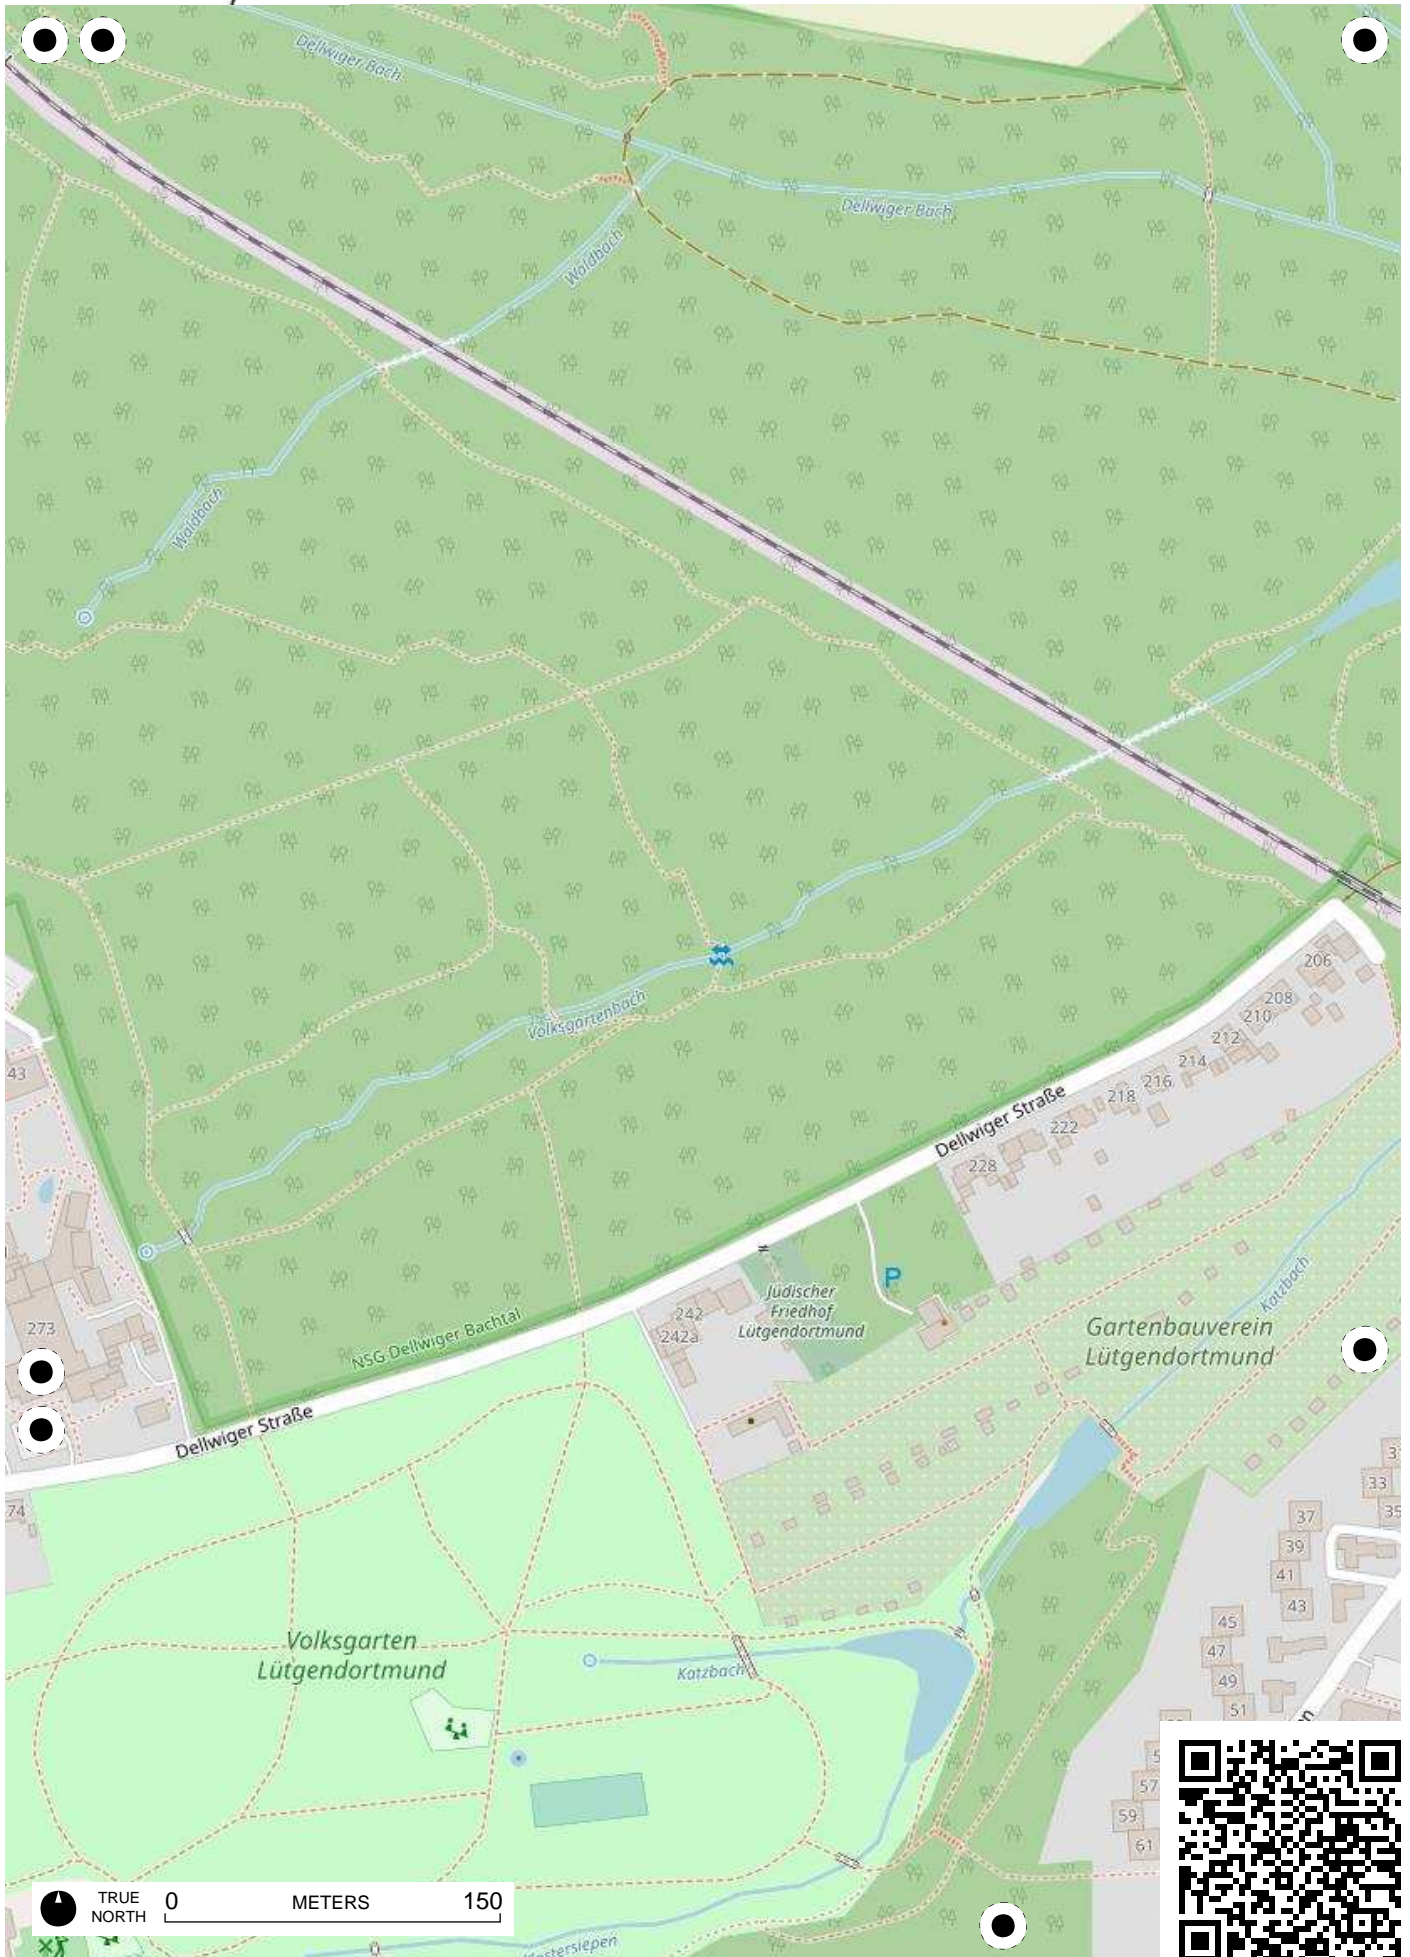 Dellwiger Bach
Dellwiger Bach
Waldbach
Waldbach
206
208
210
212
214
216
218
222
228
Volksgartenbach
43
Dellwiger Straße
P
Katzbach
Jüdischer
Friedhof
Lütgendortmund
242
242a
273
NSG Dellwiger Bachtal
Gartenbauverein
Lütgendortmund
Dellwiger Straße
74
33
35
37
39
41
43
45
47
49
51
57
59
61
Volksgarten
Lütgendortmund
Katzbach
TRUE
NORTH
0 METERS 150